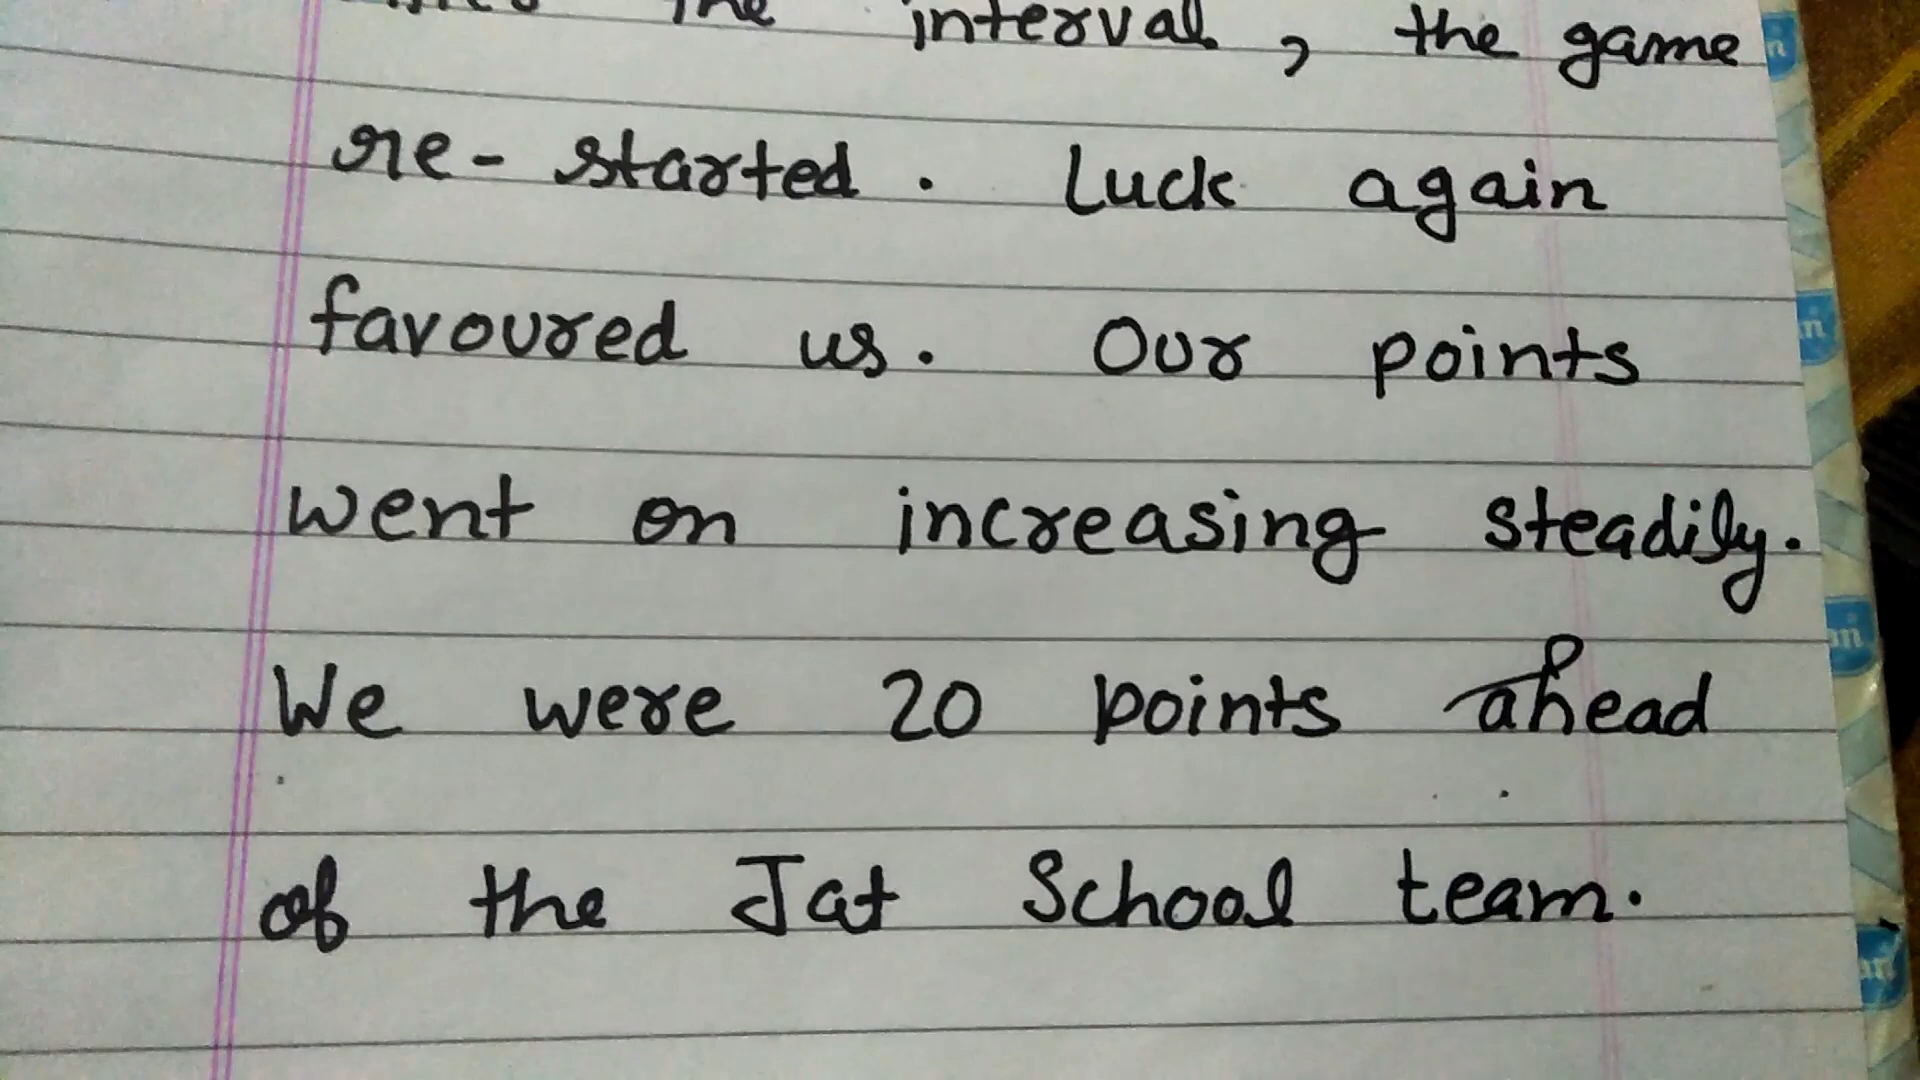 the interval, the game
re-started. Luck again
favoured us. Our points
went on increasing steadily.
We were 20 points ahead
of the Jat School team.